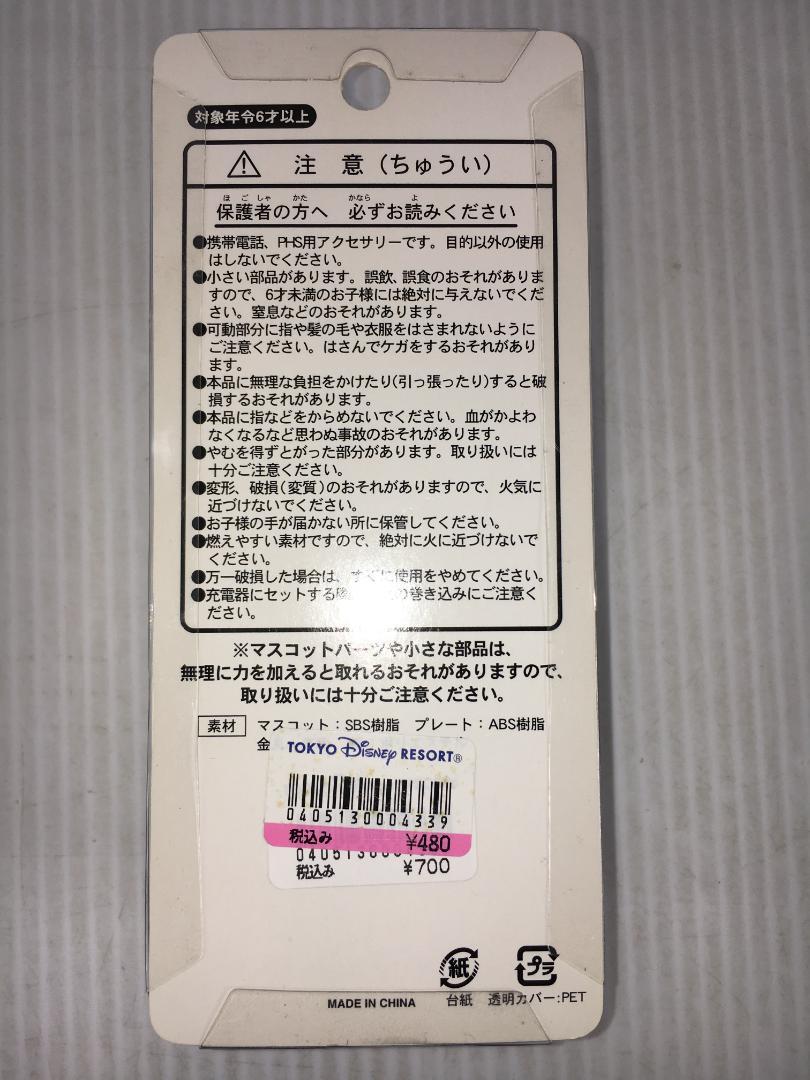 対象年令6才以上
注 意（ちゅうい）
ほ ご しゃ かた かなら よ
保護者の方へ 必ずお読みください
●携帯電話、PHS用アクセサリーです。目的以外の使用
はしないでください。
●小さい部品があります。誤飲、誤食のおそれがありま
すので、6才未満のお子様には絶対に与えないでくだ
さい。窒息などのおそれがあります。
●可動部分に指や髪の毛や衣服をはさまれないように
ご注意ください。はさんでケガをするおそれがあり
ます。
●本品に無理な負担をかけたり(引っ張ったり)すると破
損するおそれがあります。
●本品に指などをからめないでください。血がかよわ
なくなるなど思わぬ事故のおそれがあります。
●やむを得ずとがった部分があります。取り扱いには
十分ご注意ください。
●変形、破損(変質)のおそれがありますので、火気に
近づけないでください。
●お子様の手が届かない所に保管してください。
●燃えやすい素材ですので、絶対に火に近づけないで
ください。
●万一破損した場合は、すぐに使用をやめてください。
●充電器にセットする の巻き込みにご注意く
ださい。
※マスコットパーツや小さな部品は、
無理に力を加えると取れるおそれがありますので、
取り扱いには十分ご注意ください。
素材 マスコット：SBS樹脂 プレート：ABS樹脂
金
TOKYO Disney RESORT®
0405130004339
税込み ¥480
税込み ¥700
紙 プラ
台紙 透明カバー:PET
MADE IN CHINA